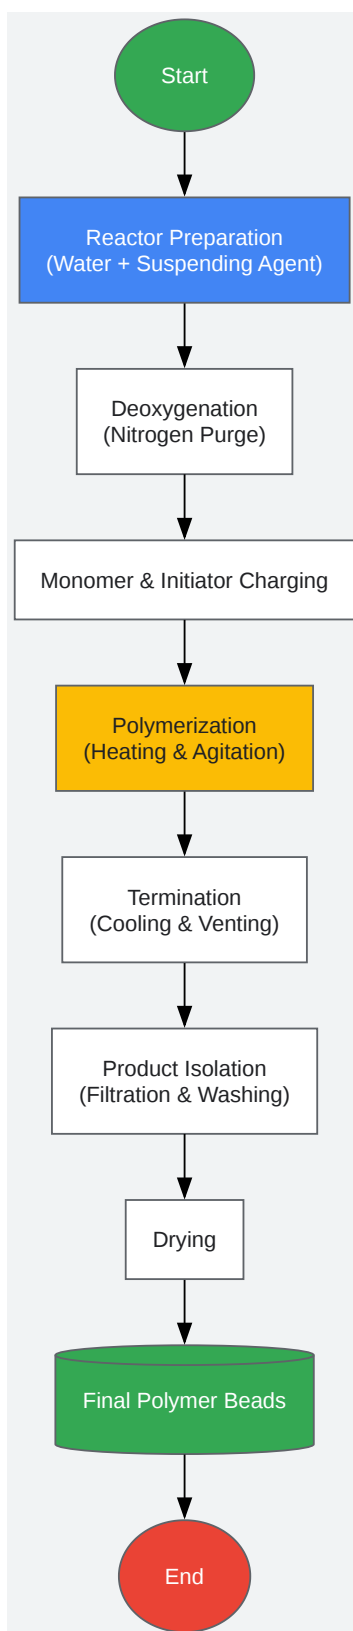 Start
Reactor Preparation
(Water + Suspending Agent)
Deoxygenation
(Nitrogen Purge)
Monomer & Initiator Charging
Polymerization
(Heating & Agitation)
Termination
(Cooling & Venting)
Product Isolation
(Filtration & Washing)
Drying
Final Polymer Beads
End